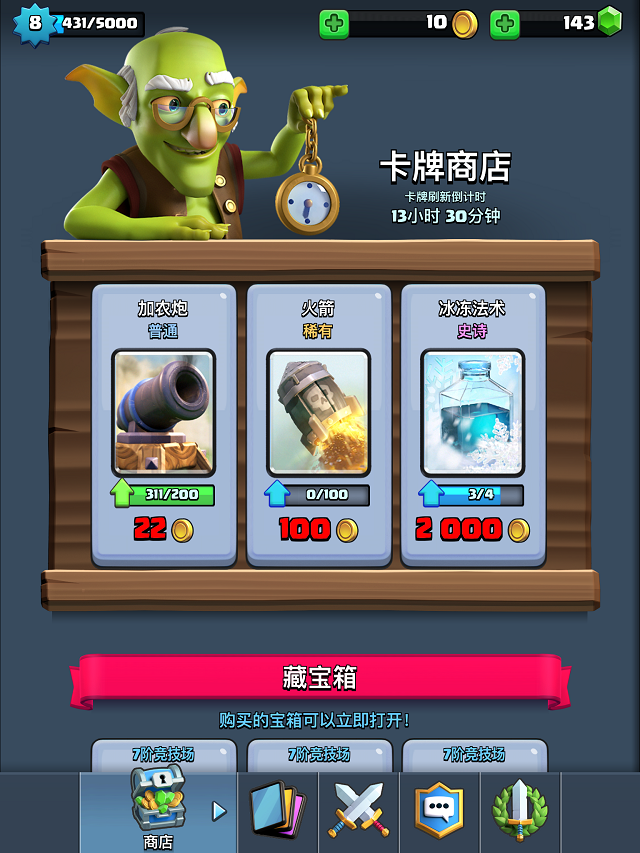 8
431/5000
10
143
卡牌商店
卡牌刷新倒计时
13小时 30分钟
加农炮
普通
311/200
22
火箭
稀有
0/100
100
冰冻法术
史诗
3/4
2 000
藏宝箱
购买的宝箱可以立即打开!
7阶竞技场
7阶竞技场
7阶竞技场
商店